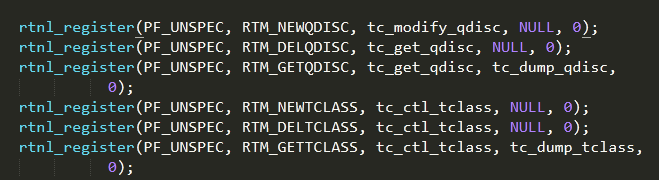 rtnl_register(PF_UNSPEC, RTM_NEWQDISC, tc_modify_qdisc, NULL, 0);
rtnl_register(PF_UNSPEC, RTM_DELQDISC, tc_get_qdisc, NULL, 0);
rtnl_register(PF_UNSPEC, RTM_GETQDISC, tc_get_qdisc, tc_dump_qdisc,
0);
rtnl_register(PF_UNSPEC, RTM_NEWTCLASS, tc_ctl_tclass, NULL, 0);
rtnl_register(PF_UNSPEC, RTM_DELTCLASS, tc_ctl_tclass, NULL, 0);
rtnl_register(PF_UNSPEC, RTM_GETTCLASS, tc_ctl_tclass, tc_dump_tclass,
0);